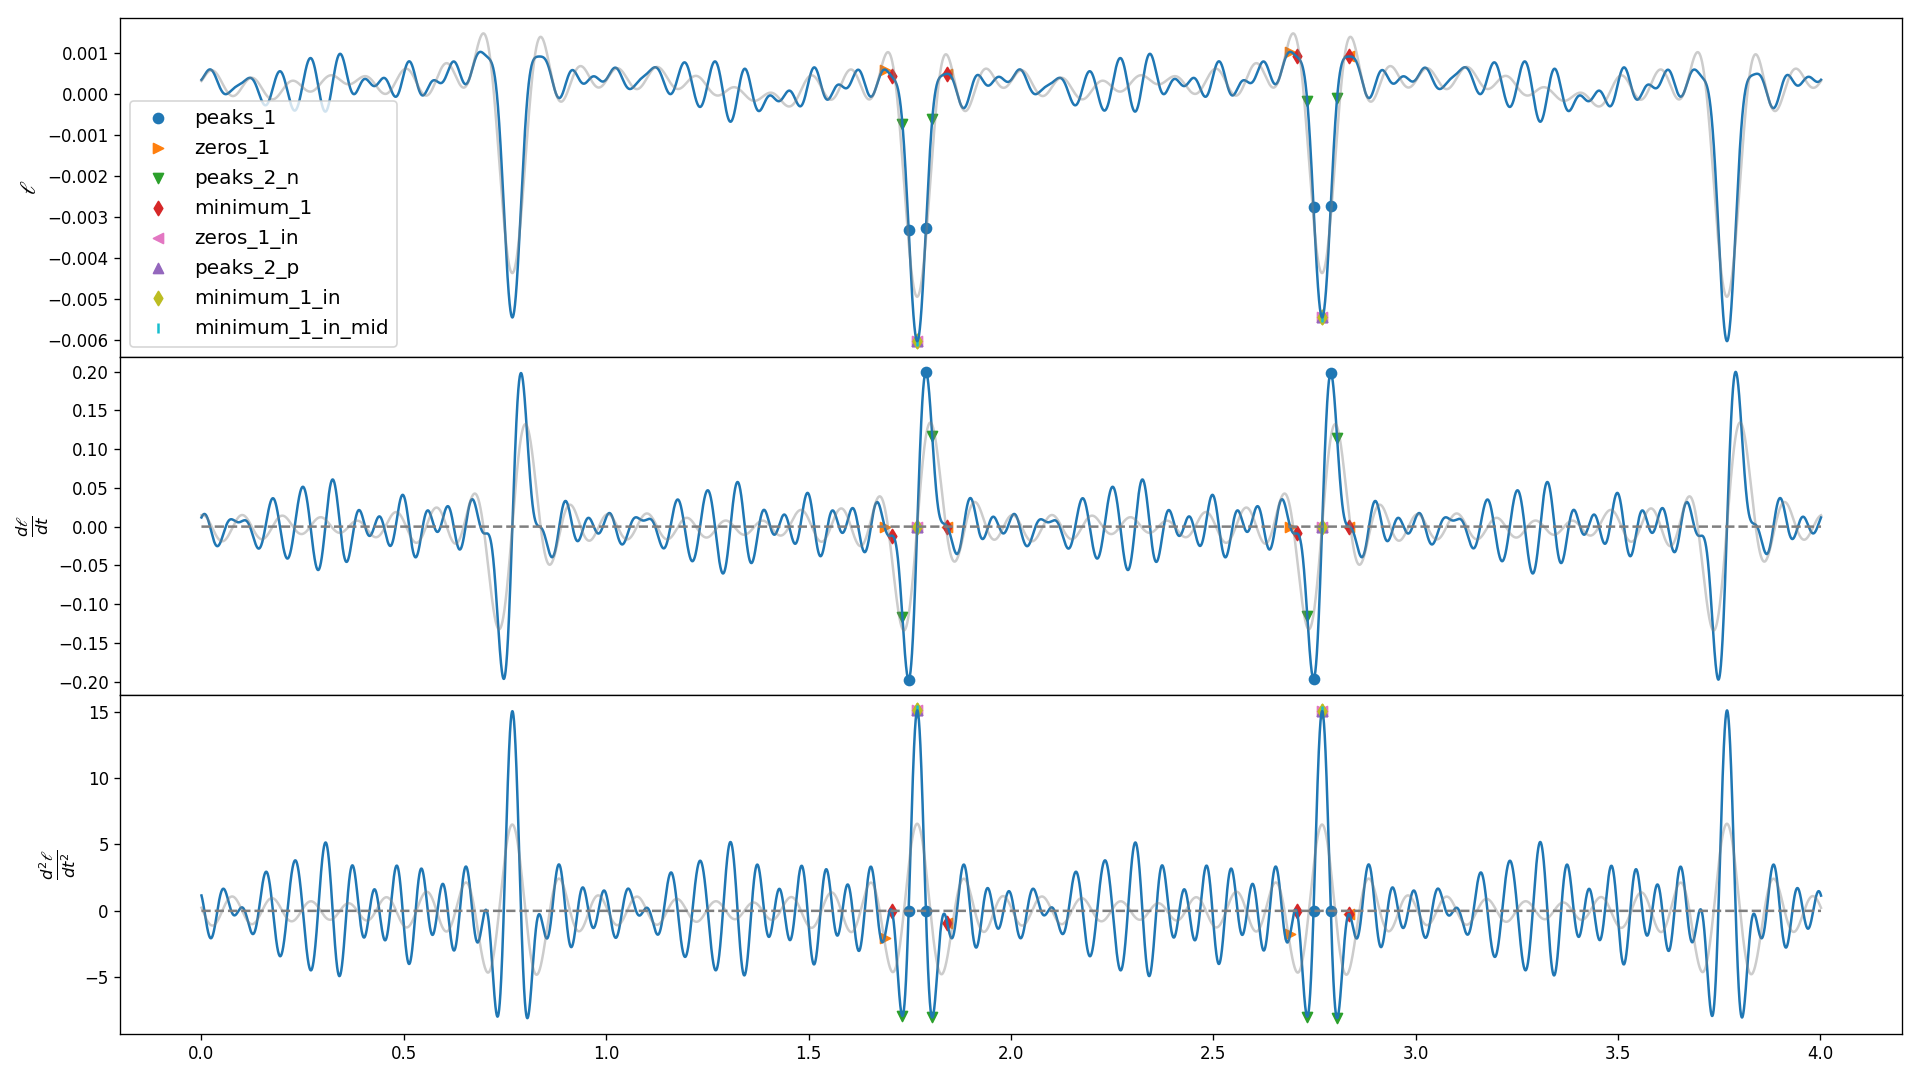 0.001
0.000
−0.001
−0.002
−0.003
−0.004
−0.005
−0.006
ℓ
peaks_1
zeros_1
peaks_2_n
minimum_1
zeros_1_in
peaks_2_p
minimum_1_in
minimum_1_in_mid
0.20
0.15
0.10
0.05
0.00
−0.05
−0.10
−0.15
−0.20
dℓ
dt
15
10
5
0
−5
d²ℓ
dt²
0.0 0.5 1.0 1.5 2.0 2.5 3.0 3.5 4.0